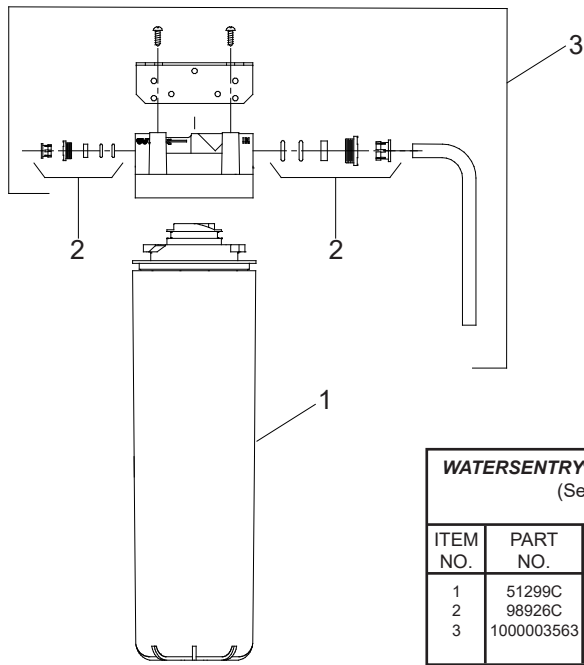 3
2
2
1
WATERSENTRY
(Se
ITEM NO.
PART NO.
1 51299C
2 98926C
3 1000003563